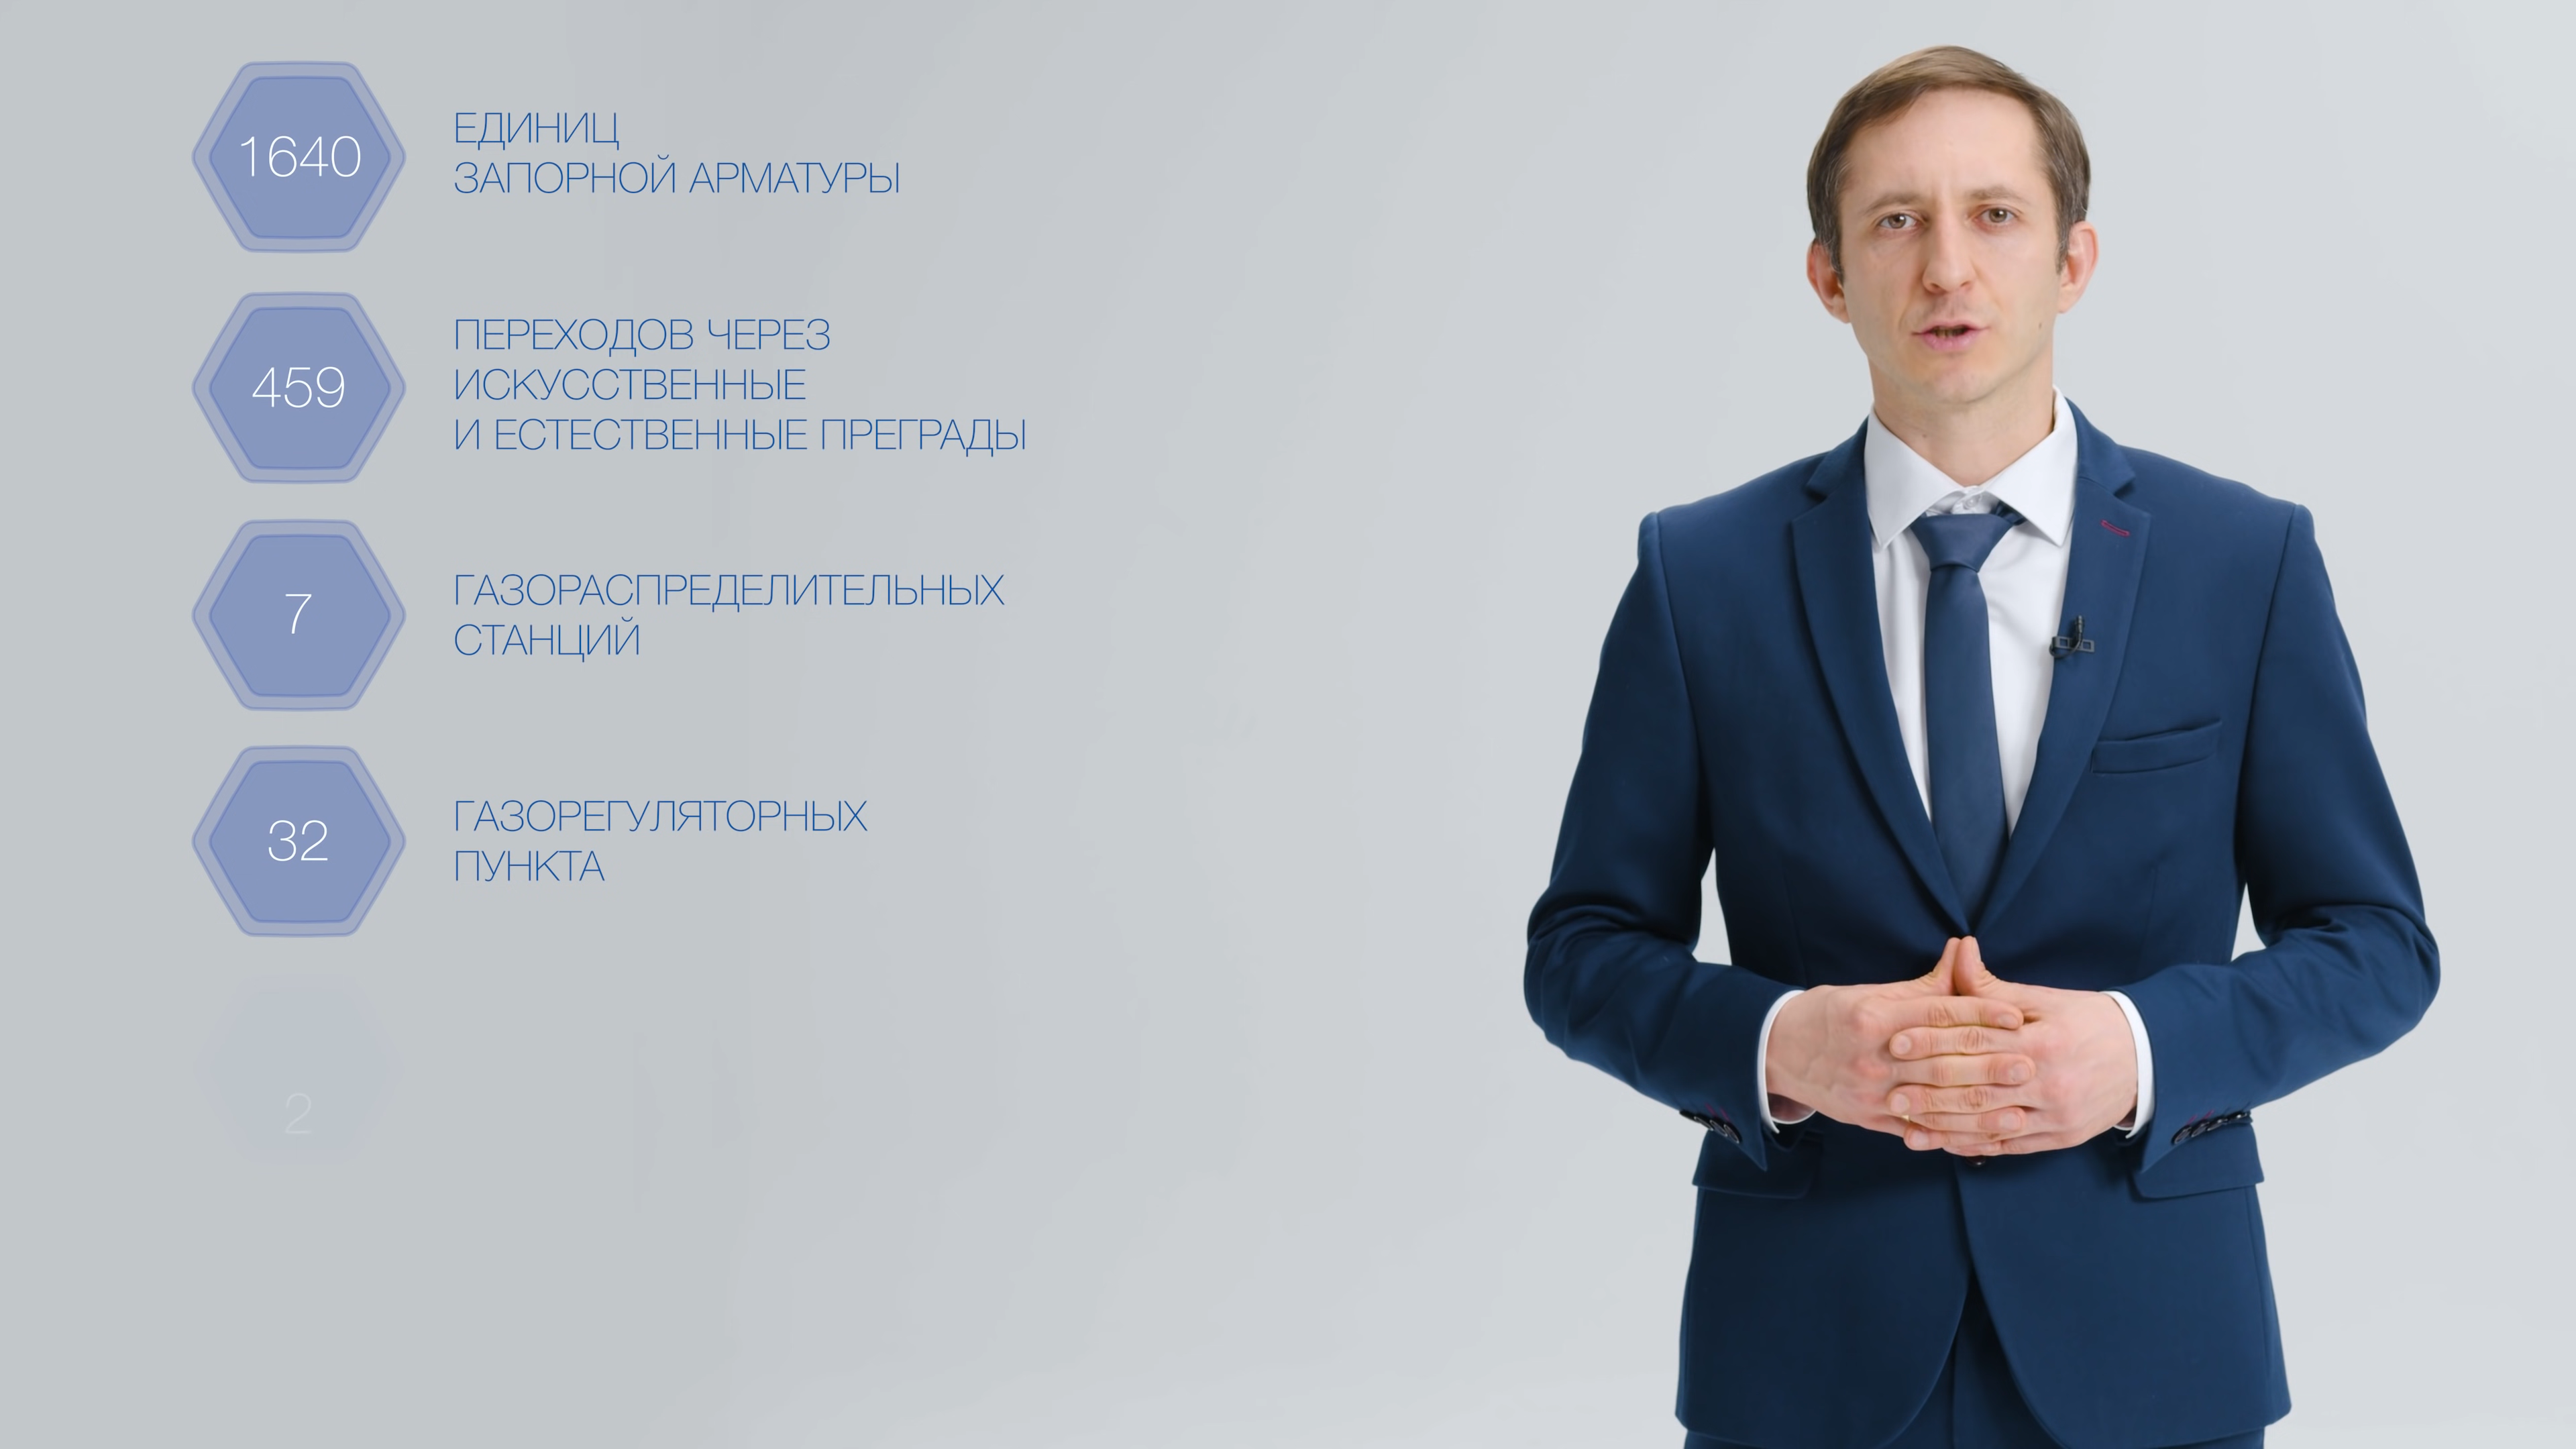 1640
ЕДИНИЦ
ЗАПОРНОЙ АРМАТУРЫ
459
ПЕРЕХОДОВ ЧЕРЕЗ
ИСКУССТВЕННЫЕ
И ЕСТЕСТВЕННЫЕ ПРЕГРАДЫ
7
ГАЗОРАСПРЕДЕЛИТЕЛЬНЫХ
СТАНЦИЙ
32
ГАЗОРЕГУЛЯТОРНЫХ
ПУНКТА
2